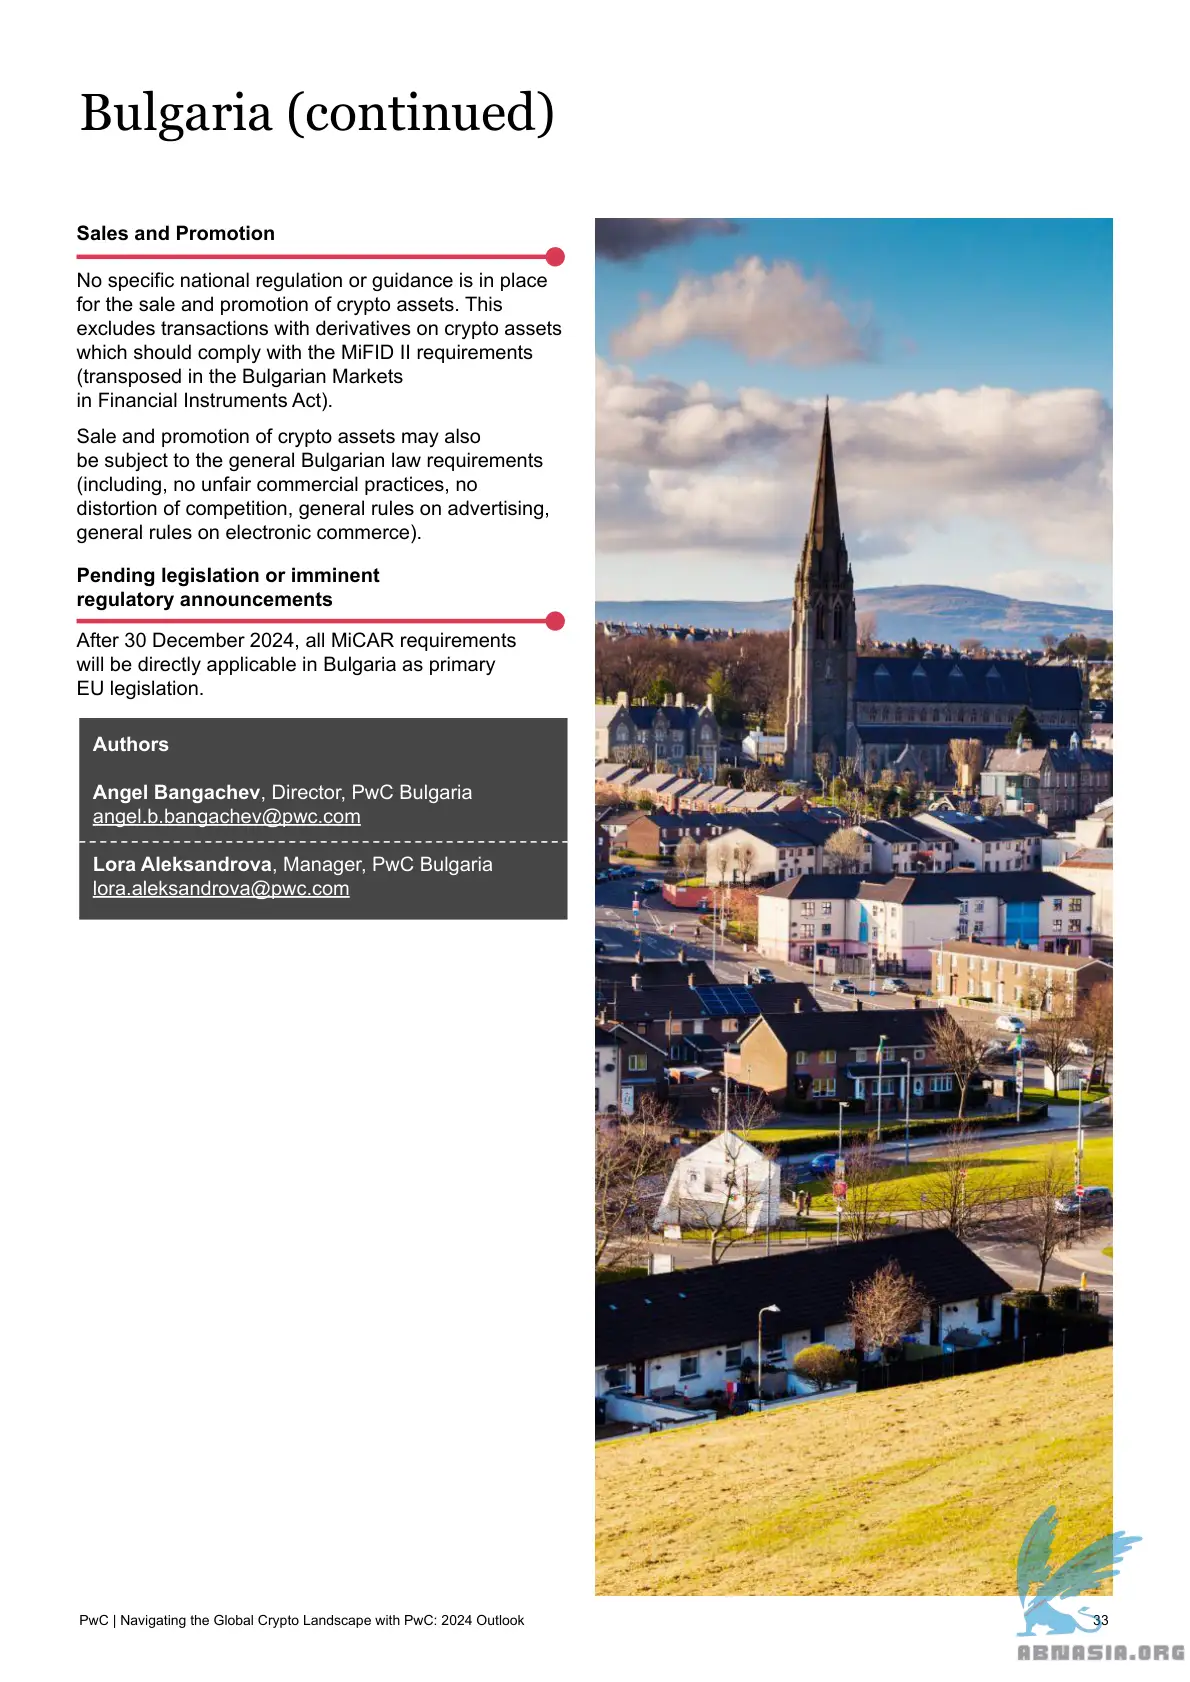 Bulgaria (continued)
Sales and Promotion
No specific national regulation or guidance is in place
for the sale and promotion of crypto assets. This
excludes transactions with derivatives on crypto assets
which should comply with the MiFID II requirements
(transposed in the Bulgarian Markets
in Financial Instruments Act).
Sale and promotion of crypto assets may also
be subject to the general Bulgarian law requirements
(including, no unfair commercial practices, no
distortion of competition, general rules on advertising,
general rules on electronic commerce).
Pending legislation or imminent
regulatory announcements
After 30 December 2024, all MiCAR requirements
will be directly applicable in Bulgaria as primary
EU legislation.
Authors
Angel Bangachev, Director, PwC Bulgaria
angel.b.bangachev@pwc.com
Lora Aleksandrova, Manager, PwC Bulgaria
lora.aleksandrova@pwc.com
PwC | Navigating the Global Crypto Landscape with PwC: 2024 Outlook
33
ABNASIA.ORG